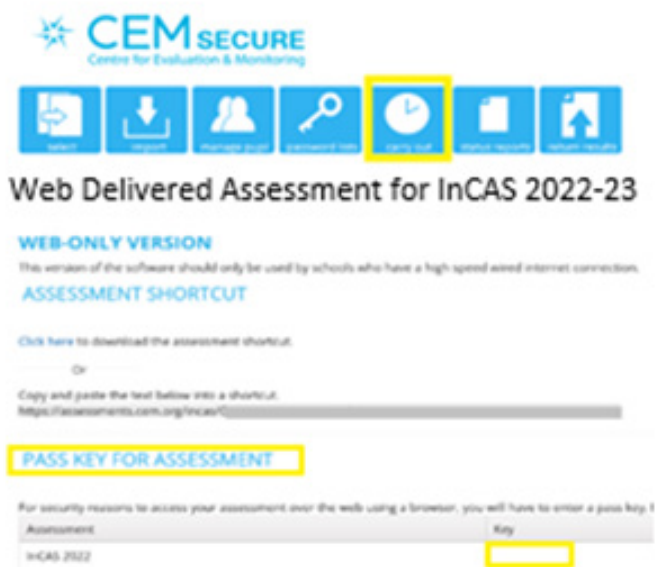 CEM SECURE
Centre for Evaluation & Monitoring
select import manage pupil password lists carry out status reports return results
Web Delivered Assessment for InCAS 2022-23
WEB-ONLY VERSION
This version of the software should only be used by schools who have a high speed wired internet connection.
ASSESSMENT SHORTCUT
Click here to download the assessment shortcut.
Or
Copy and paste the text below into a shortcut.
https://assessments.cem.org/incas/
PASS KEY FOR ASSESSMENT
For security reasons to access your assessment over the web using a browser, you will have to enter a pass key,
Assessment Key
InCAS 2022